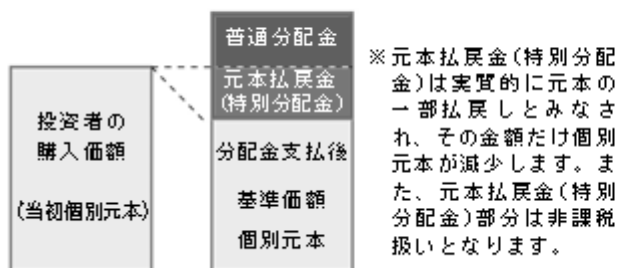 普通分配金
元本払戻金
(特別分配金)
投資者の
購入価額
(当初個別元本)
分配金支払後
基準価額
個別元本
※元本払戻金(特別分配
金)は実質的に元本の
一部払戻しとみなさ
れ、その金額だけ個別
元本が減少します。ま
た、元本払戻金(特別
分配金)部分は非課税
扱いとなります。